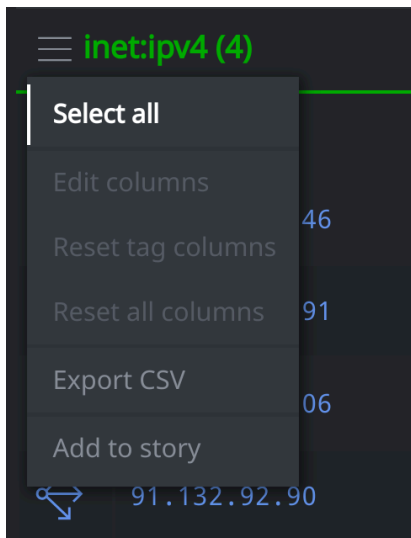 inet:ipv4 (4)
Select all
Edit columns
46
Reset tag columns
Reset all columns
91
Export CSV
06
Add to story
91.132.92.90